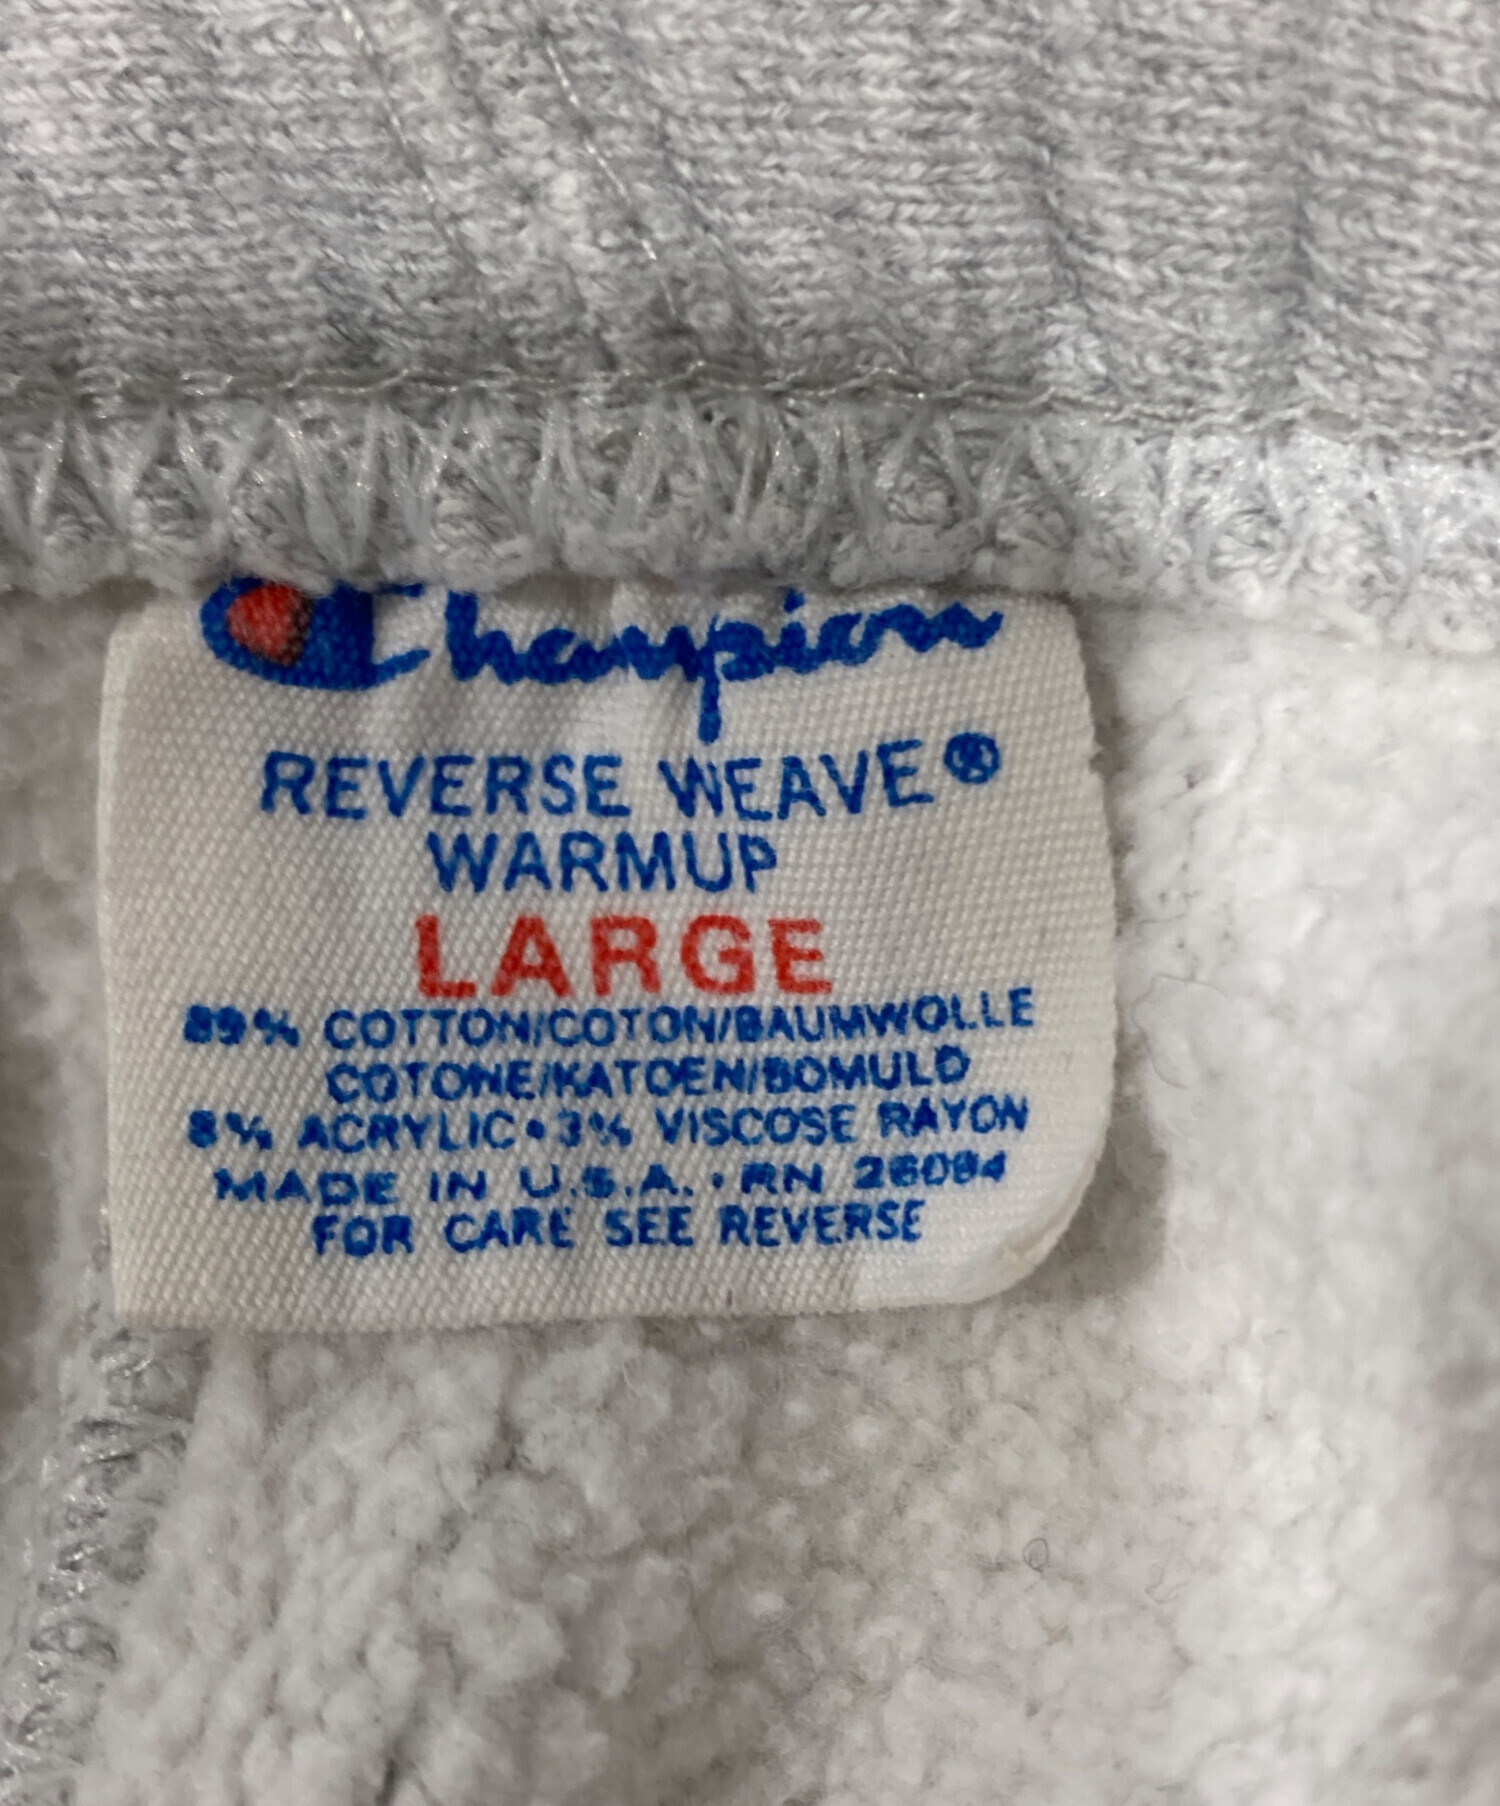 Champion
REVERSE WEAVE®
WARMUP
LARGE
89% COTTON/COTON/BAUMWOLLE
COTONE/KATOEN/BOMULD
8% ACRYLIC • 3% VISCOSE RAYON
MADE IN U.S.A. • RN 26094
FOR CARE SEE REVERSE